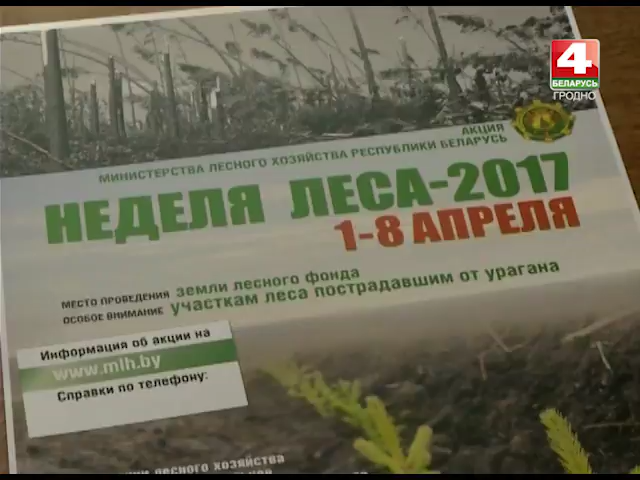 4
БЕЛАРУСЬ
ГРОДНО
АКЦИЯ
МИНИСТЕРСТВА ЛЕСНОГО ХОЗЯЙСТВА РЕСПУБЛИКИ БЕЛАРУСЬ
НЕДЕЛЯ ЛЕСА-2017
1-8 АПРЕЛЯ
МЕСТО ПРОВЕДЕНИЯ земли лесного фонда
ОСОБОЕ ВНИМАНИЕ участкам леса пострадавшим от урагана
Информация об акции на
www.mlh.by
Справки по телефону:
лесного хозяйства